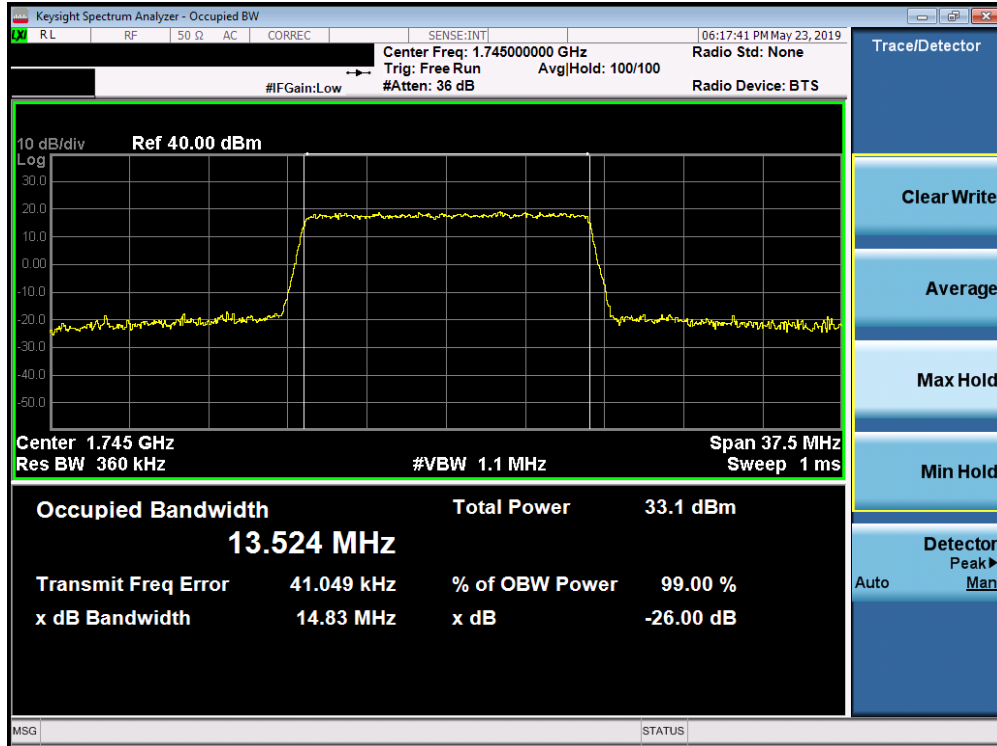 Keysight Spectrum Analyzer - Occupied BW
LXI RL RF 50 Ω AC CORREC SENSE:INT 06:17:41 PM May 23, 2019
Center Freq: 1.745000000 GHz Radio Std: None
Trig: Free Run Avg|Hold: 100/100
#IFGain:Low #Atten: 36 dB Radio Device: BTS
Trace/Detector
10 dB/div Ref 40.00 dBm
Log
30.0
20.0
10.0
0.00
-10.0
-20.0
-30.0
-40.0
-50.0
Center 1.745 GHz Span 37.5 MHz
Res BW 360 kHz #VBW 1.1 MHz Sweep 1 ms
Occupied Bandwidth Total Power 33.1 dBm
13.524 MHz
Transmit Freq Error 41.049 kHz % of OBW Power 99.00 %
x dB Bandwidth 14.83 MHz x dB -26.00 dB
Clear Write
Average
Max Hold
Min Hold
Detector
Peak▶
Auto Man
MSG STATUS